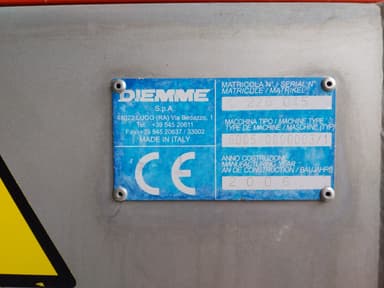 DIEMME
S.p.A.
48022 LUGO (RA) Via Bedazzo, 1
Tel. +39 545 20611
Fax +39 545 20637 / 33002
MADE IN ITALY
CE
MATRICOLA N° / SERIAL N°
MATRICULE / MATRIKEL
MACCHINA TIPO / MACHINE TYPE
TYPE DE MACHINE / MASCHINE (TYP)
ANNO COSTRUZIONE
MANUFACTURING YEAR
AN DE CONSTRUCTION / BAUJAHR
2006